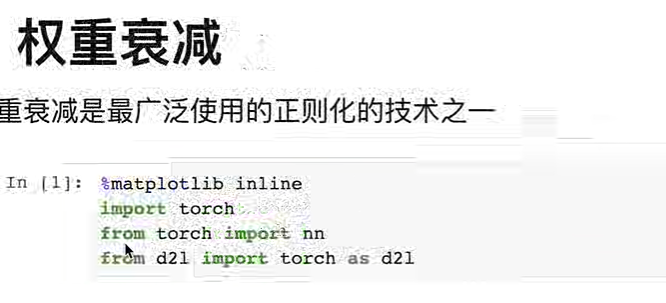 权重衰减
重衰减是最广泛使用的正则化的技术之一
In [1]: %matplotlib inline
import torch
from torch import nn
from d2l import torch as d2l